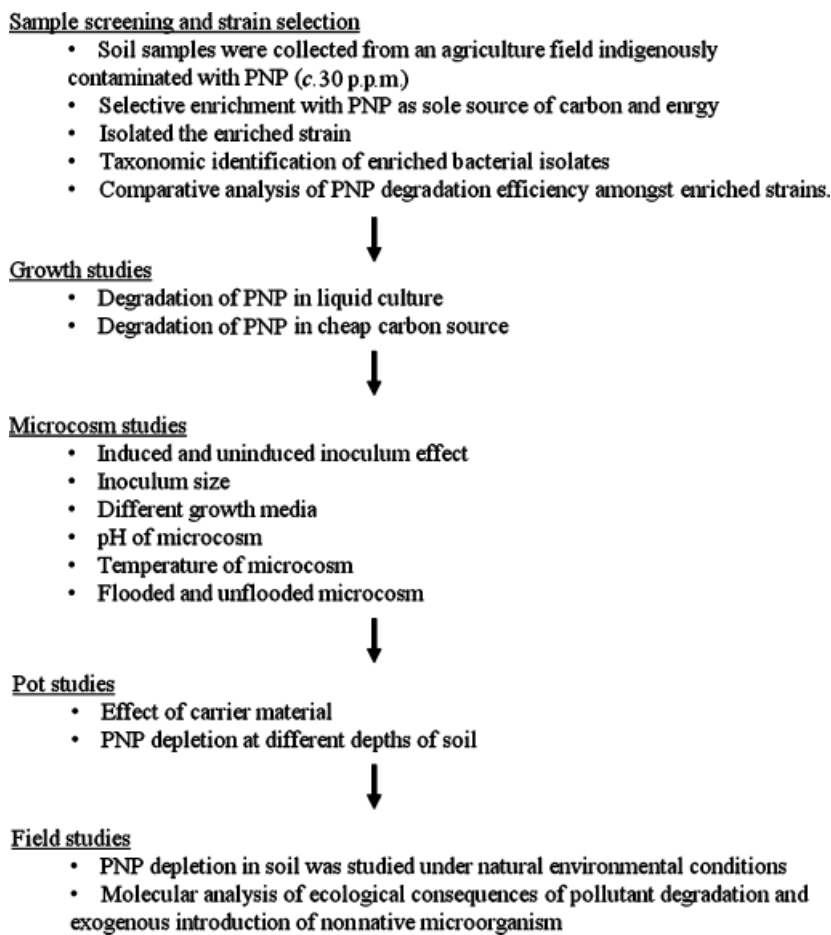 Sample screening and strain selection
• Soil samples were collected from an agriculture field indigenously
contaminated with PNP (c. 30 p.p.m.)
• Selective enrichment with PNP as sole source of carbon and enrgy
• Isolated the enriched strain
• Taxonomic identification of enriched bacterial isolates
• Comparative analysis of PNP degradation efficiency amongst enriched strains.
Growth studies
• Degradation of PNP in liquid culture
• Degradation of PNP in cheap carbon source
Microcosm studies
• Induced and uninduced inoculum effect
• Inoculum size
• Different growth media
• pH of microcosm
• Temperature of microcosm
• Flooded and unflooded microcosm
Pot studies
• Effect of carrier material
• PNP depletion at different depths of soil
Field studies
• PNP depletion in soil was studied under natural environmental conditions
• Molecular analysis of ecological consequences of pollutant degradation and
exogenous introduction of nonnative microorganism